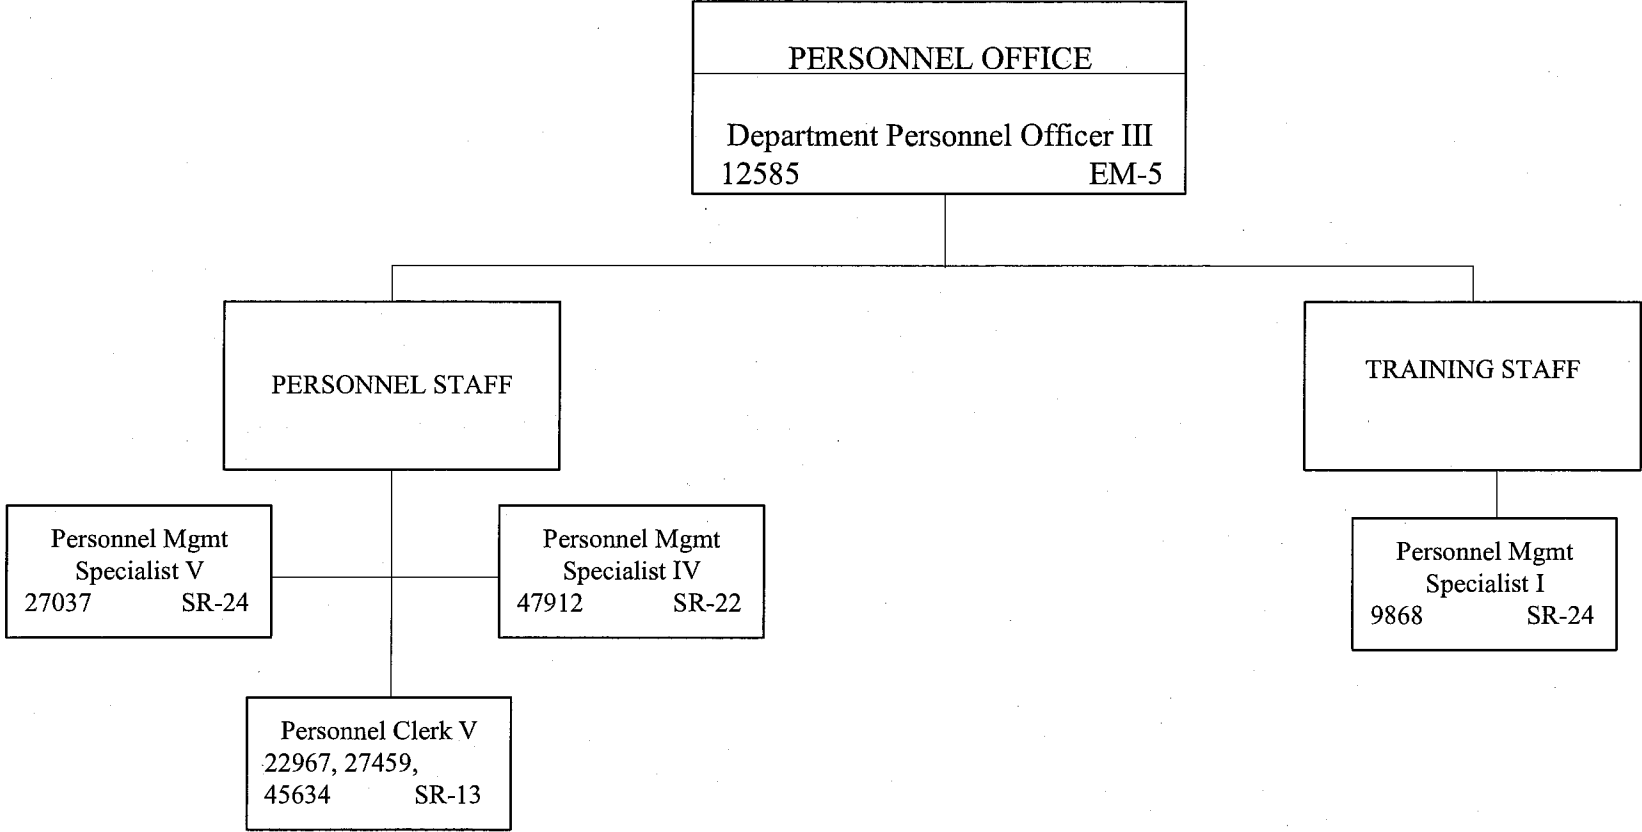 PERSONNEL OFFICE
Department Personnel Officer III
12585 EM-5
PERSONNEL STAFF
TRAINING STAFF
Personnel Mgmt
Specialist V
27037 SR-24
Personnel Mgmt
Specialist IV
47912 SR-22
Personnel Mgmt
Specialist I
9868 SR-24
Personnel Clerk V
22967, 27459,
45634 SR-13